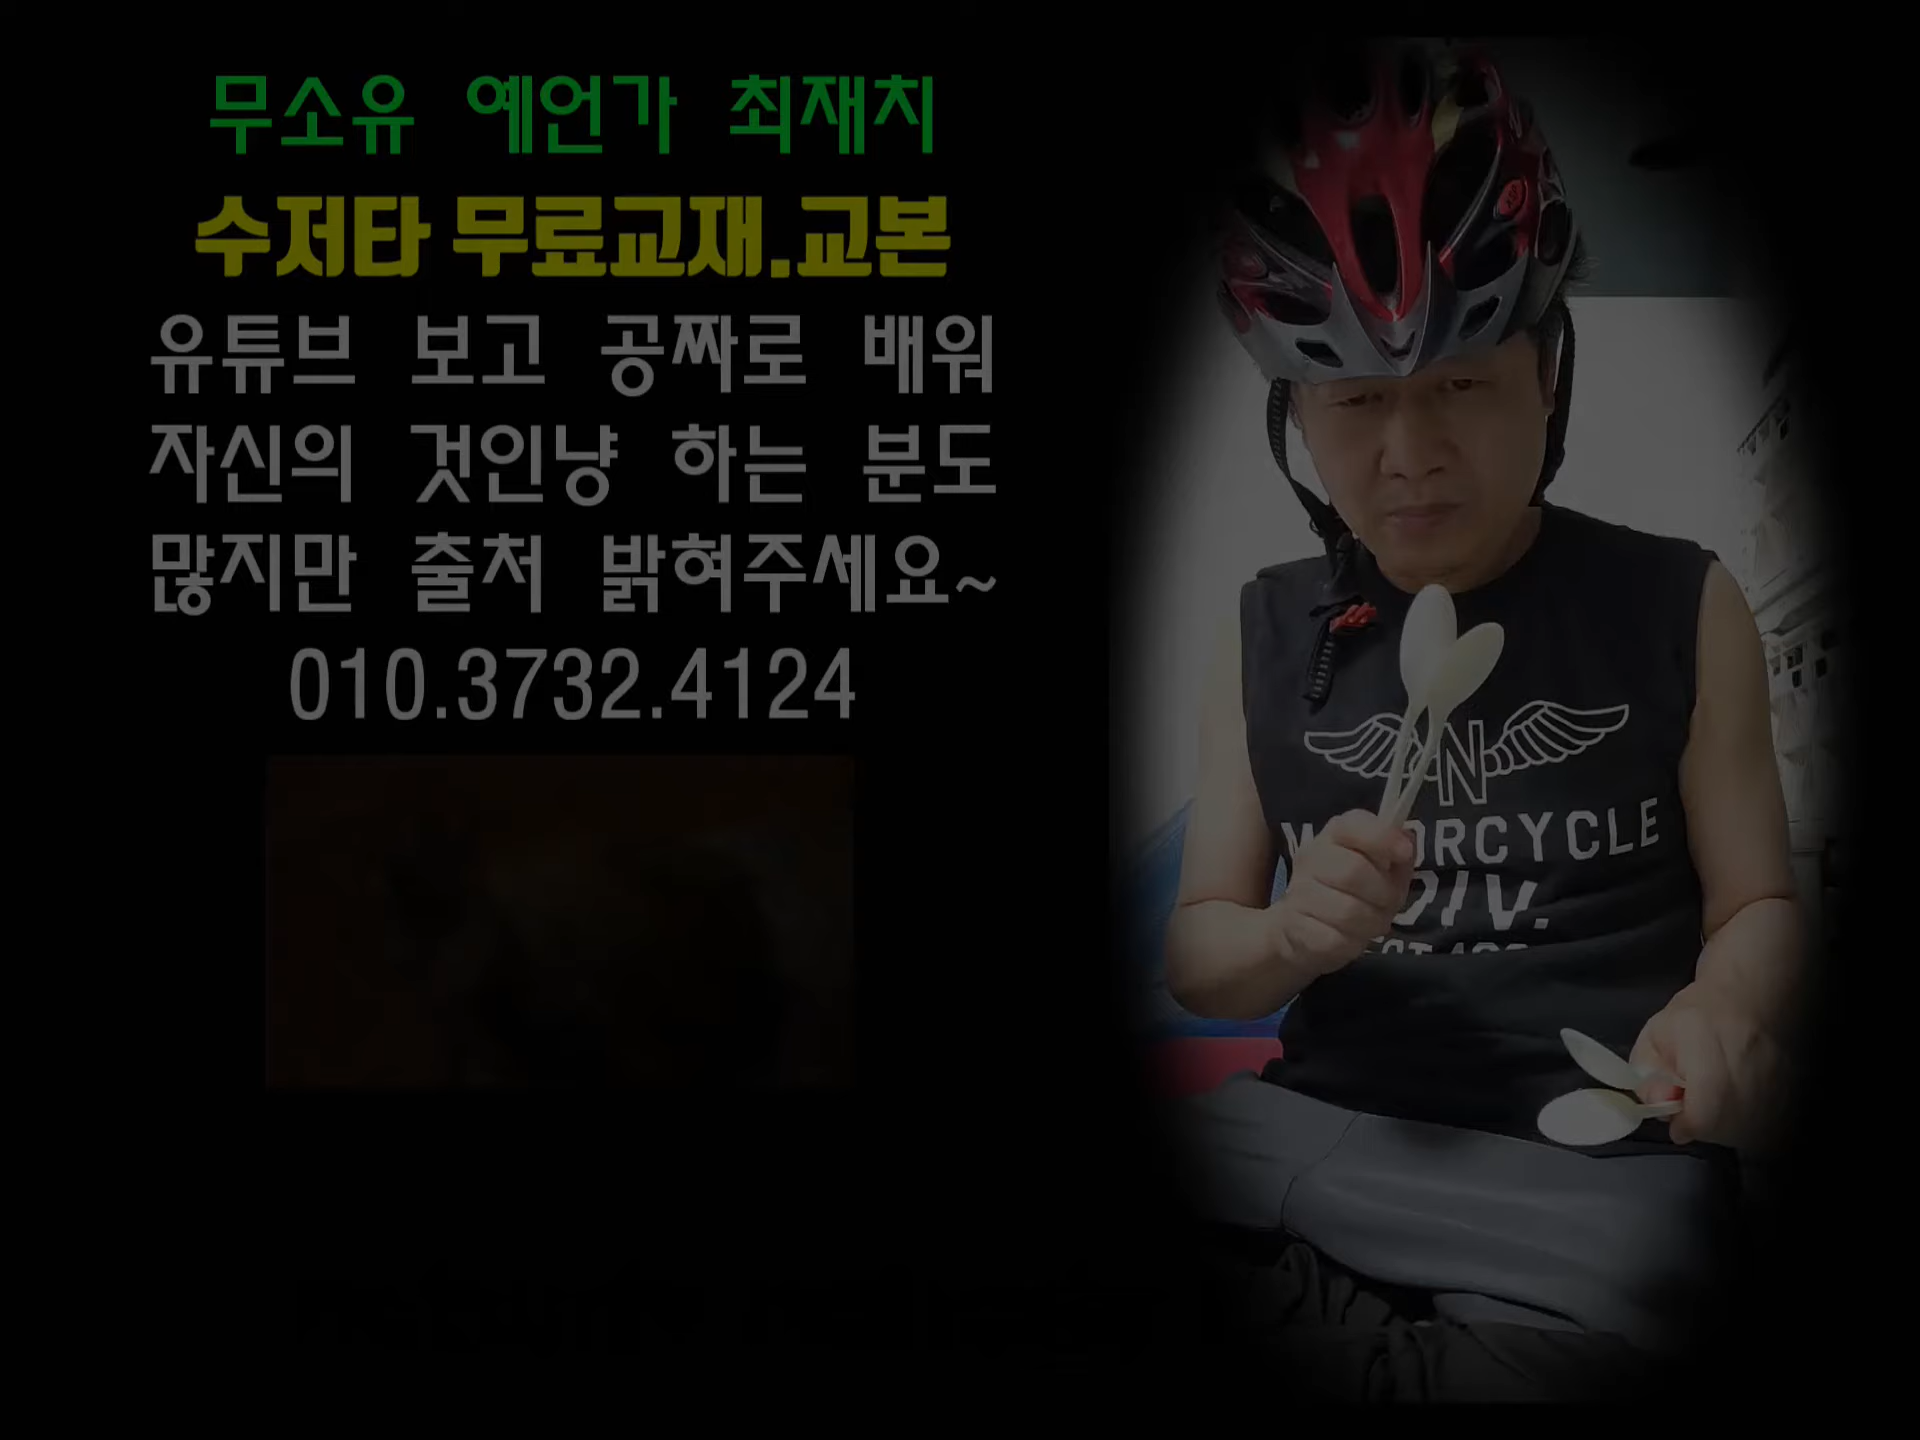 무소유 예언가 최재치
수저타 무료교재.교본
유튜브 보고 공짜로 배워
자신의 것인냥 하는 분도
많지만 출처 밝혀주세요~
010.3732.4124
N
ORCYCLE
DIV.